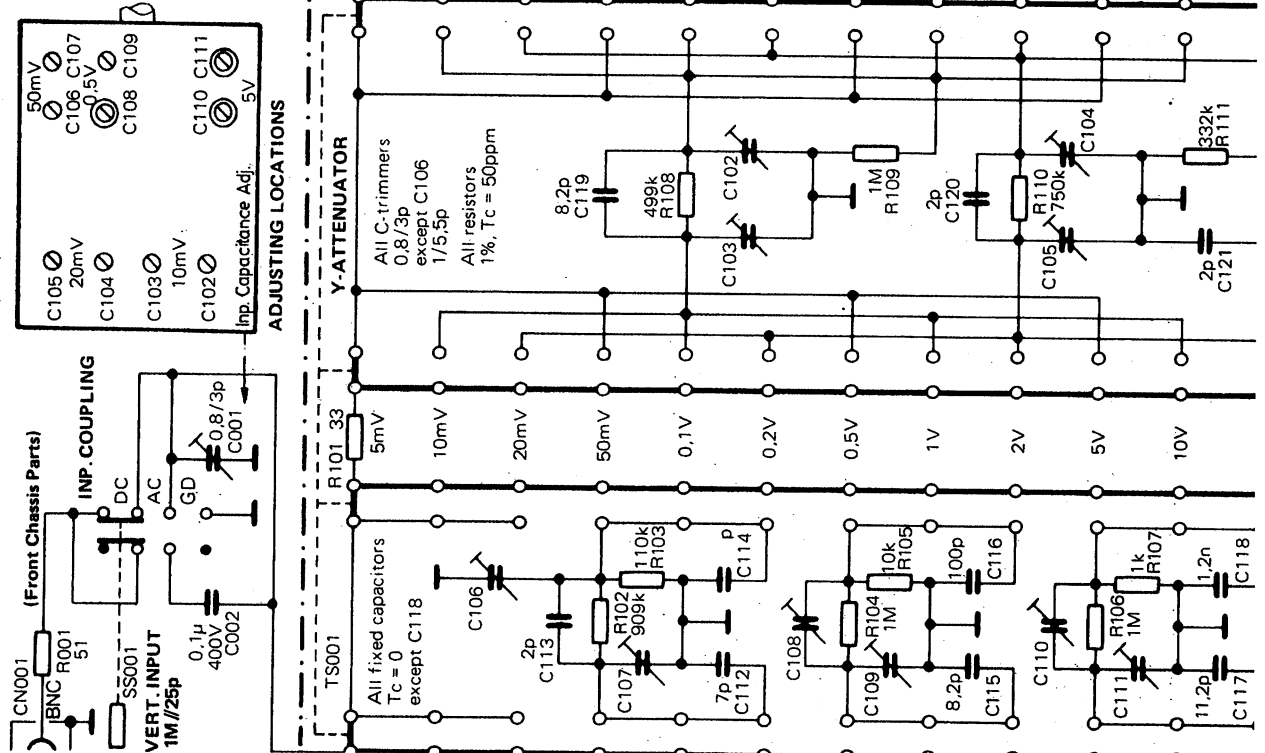 50mV
C106 C107
0,5V
C108 C109
C110 C111
5V
C105
20mV
C104
C103
10mV
C102
Inp. Capacitance Adj.
ADJUSTING LOCATIONS
(Front Chassis Parts)
INP. COUPLING
DC
AC
GD
0,8/3p
C001
CN001
BNC
R001
51
SS001
VERT. INPUT
1M//25p
0,1µ
400V
C002
TS001
R101 33
Y-ATTENUATOR
All C-trimmers
0,8/3p
except C106
1/5,5p
All resistors
1%, Tc = 50ppm
8,2p
C119
499k
R108
C102
C103
1M
R109
2p
C120
R110
750k
C104
C105
332k
R111
2p
C121
5mV
10mV
20mV
50mV
0,1V
0,2V
0,5V
1V
2V
5V
10V
All fixed capacitors
Tc = 0
except C118
C106
2p
C113
R102
909k
110k
R103
p
C114
C107
7p
C112
C108
R104
1M
10k
R105
100p
C116
C109
8,2p
C115
C110
R106
1M
1k
R107
1,2n
C118
C111
11,2p
C117